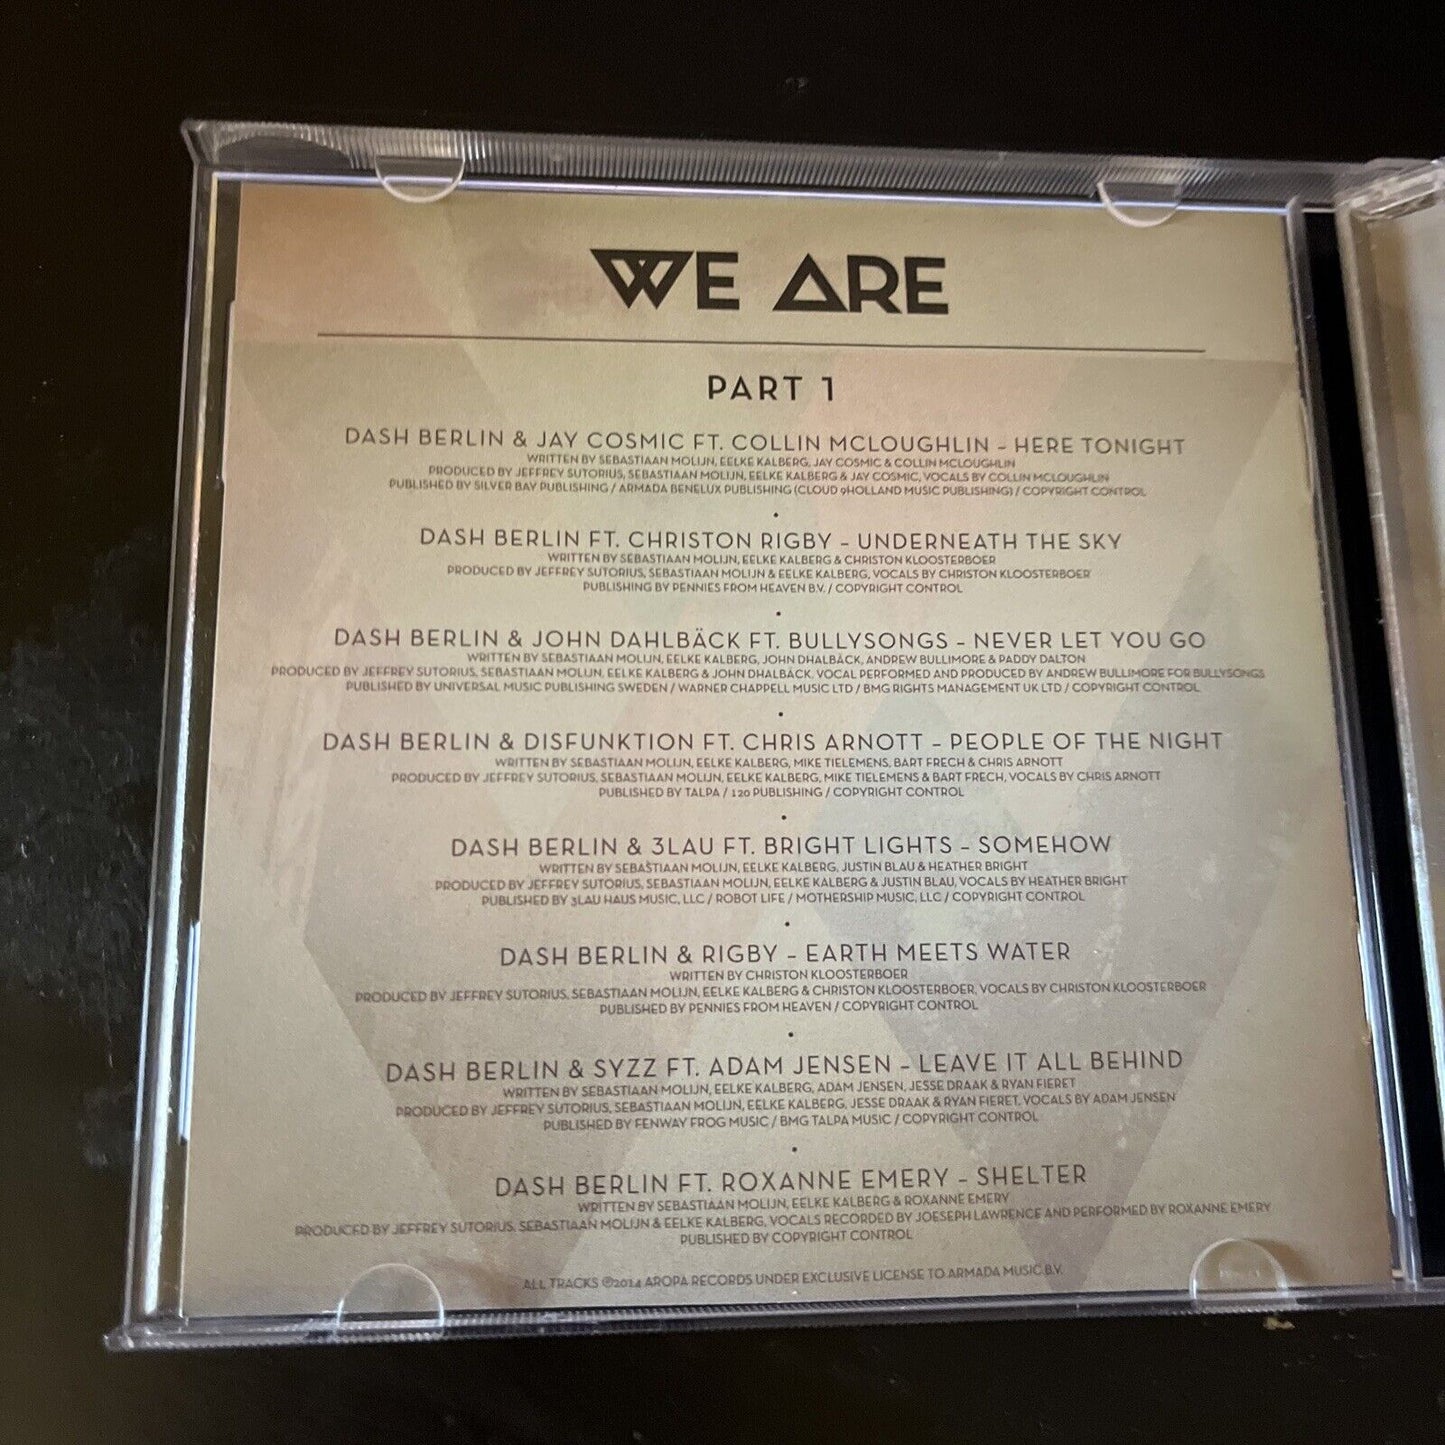 WE ARE
PART 1
DASH BERLIN & JAY COSMIC FT. COLLIN MCLOUGHLIN – HERE TONIGHT
WRITTEN BY SEBASTIAAN MOLIJN, EELKE KALBERG, JAY COSMIC & COLLIN MCLOUGHLIN
PRODUCED BY JEFFREY SUTORIUS, SEBASTIAAN MOLIJN, EELKE KALBERG & JAY COSMIC, VOCALS BY COLLIN MCLOUGHLIN
PUBLISHED BY SILVER BAY PUBLISHING / ARMADA BENELUX PUBLISHING (CLOUD 9HOLLAND MUSIC PUBLISHING) / COPYRIGHT CONTROL
•
DASH BERLIN FT. CHRISTON RIGBY – UNDERNEATH THE SKY
WRITTEN BY SEBASTIAAN MOLIJN, EELKE KALBERG & CHRISTON KLOOSTERBOER
PRODUCED BY JEFFREY SUTORIUS, SEBASTIAAN MOLIJN & EELKE KALBERG, VOCALS BY CHRISTON KLOOSTERBOER
PUBLISHING BY PENNIES FROM HEAVEN B.V. / COPYRIGHT CONTROL
•
DASH BERLIN & JOHN DAHLBÄCK FT. BULLYSONGS – NEVER LET YOU GO
WRITTEN BY SEBASTIAAN MOLIJN, EELKE KALBERG, JOHN DHALBÄCK, ANDREW BULLIMORE & PADDY DALTON
PRODUCED BY JEFFREY SUTORIUS, SEBASTIAAN MOLIJN, EELKE KALBERG & JOHN DHALBÄCK, VOCAL PERFORMED AND PRODUCED BY ANDREW BULLIMORE FOR BULLYSONGS
PUBLISHED BY UNIVERSAL MUSIC PUBLISHING SWEDEN / WARNER CHAPPELL MUSIC LTD / BMG RIGHTS MANAGEMENT UK LTD / COPYRIGHT CONTROL
•
DASH BERLIN & DISFUNKTION FT. CHRIS ARNOTT – PEOPLE OF THE NIGHT
WRITTEN BY SEBASTIAAN MOLIJN, EELKE KALBERG, MIKE TIELEMENS, BART FRECH & CHRIS ARNOTT
PRODUCED BY JEFFREY SUTORIUS, SEBASTIAAN MOLIJN, EELKE KALBERG, MIKE TIELEMENS & BART FRECH, VOCALS BY CHRIS ARNOTT
PUBLISHED BY TALPA / 120 PUBLISHING / COPYRIGHT CONTROL
•
DASH BERLIN & 3LAU FT. BRIGHT LIGHTS – SOMEHOW
WRITTEN BY SEBASTIAAN MOLIJN, EELKE KALBERG, JUSTIN BLAU & HEATHER BRIGHT
PRODUCED BY JEFFREY SUTORIUS, SEBASTIAAN MOLIJN, EELKE KALBERG & JUSTIN BLAU, VOCALS BY HEATHER BRIGHT
PUBLISHED BY 3LAU HAUS MUSIC, LLC / ROBOT LIFE / MOTHERSHIP MUSIC, LLC / COPYRIGHT CONTROL
•
DASH BERLIN & RIGBY – EARTH MEETS WATER
WRITTEN BY CHRISTON KLOOSTERBOER
PRODUCED BY JEFFREY SUTORIUS, SEBASTIAAN MOLIJN, EELKE KALBERG & CHRISTON KLOOSTERBOER, VOCALS BY CHRISTON KLOOSTERBOER
PUBLISHED BY PENNIES FROM HEAVEN / COPYRIGHT CONTROL
•
DASH BERLIN & SYZZ FT. ADAM JENSEN – LEAVE IT ALL BEHIND
WRITTEN BY SEBASTIAAN MOLIJN, EELKE KALBERG, ADAM JENSEN, JESSE DRAAK & RYAN FIERET
PRODUCED BY JEFFREY SUTORIUS, SEBASTIAAN MOLIJN, EELKE KALBERG, JESSE DRAAK & RYAN FIERET, VOCALS BY ADAM JENSEN
PUBLISHED BY FENWAY FROG MUSIC / BMG TALPA MUSIC / COPYRIGHT CONTROL
•
DASH BERLIN FT. ROXANNE EMERY – SHELTER
WRITTEN BY SEBASTIAAN MOLIJN, EELKE KALBERG & ROXANNE EMERY
PRODUCED BY JEFFREY SUTORIUS, SEBASTIAAN MOLIJN & EELKE KALBERG, VOCALS RECORDED BY JOESEPH LAWRENCE AND PERFORMED BY ROXANNE EMERY
PUBLISHED BY COPYRIGHT CONTROL
ALL TRACKS ℗2014 AROPA RECORDS UNDER EXCLUSIVE LICENSE TO ARMADA MUSIC B.V.